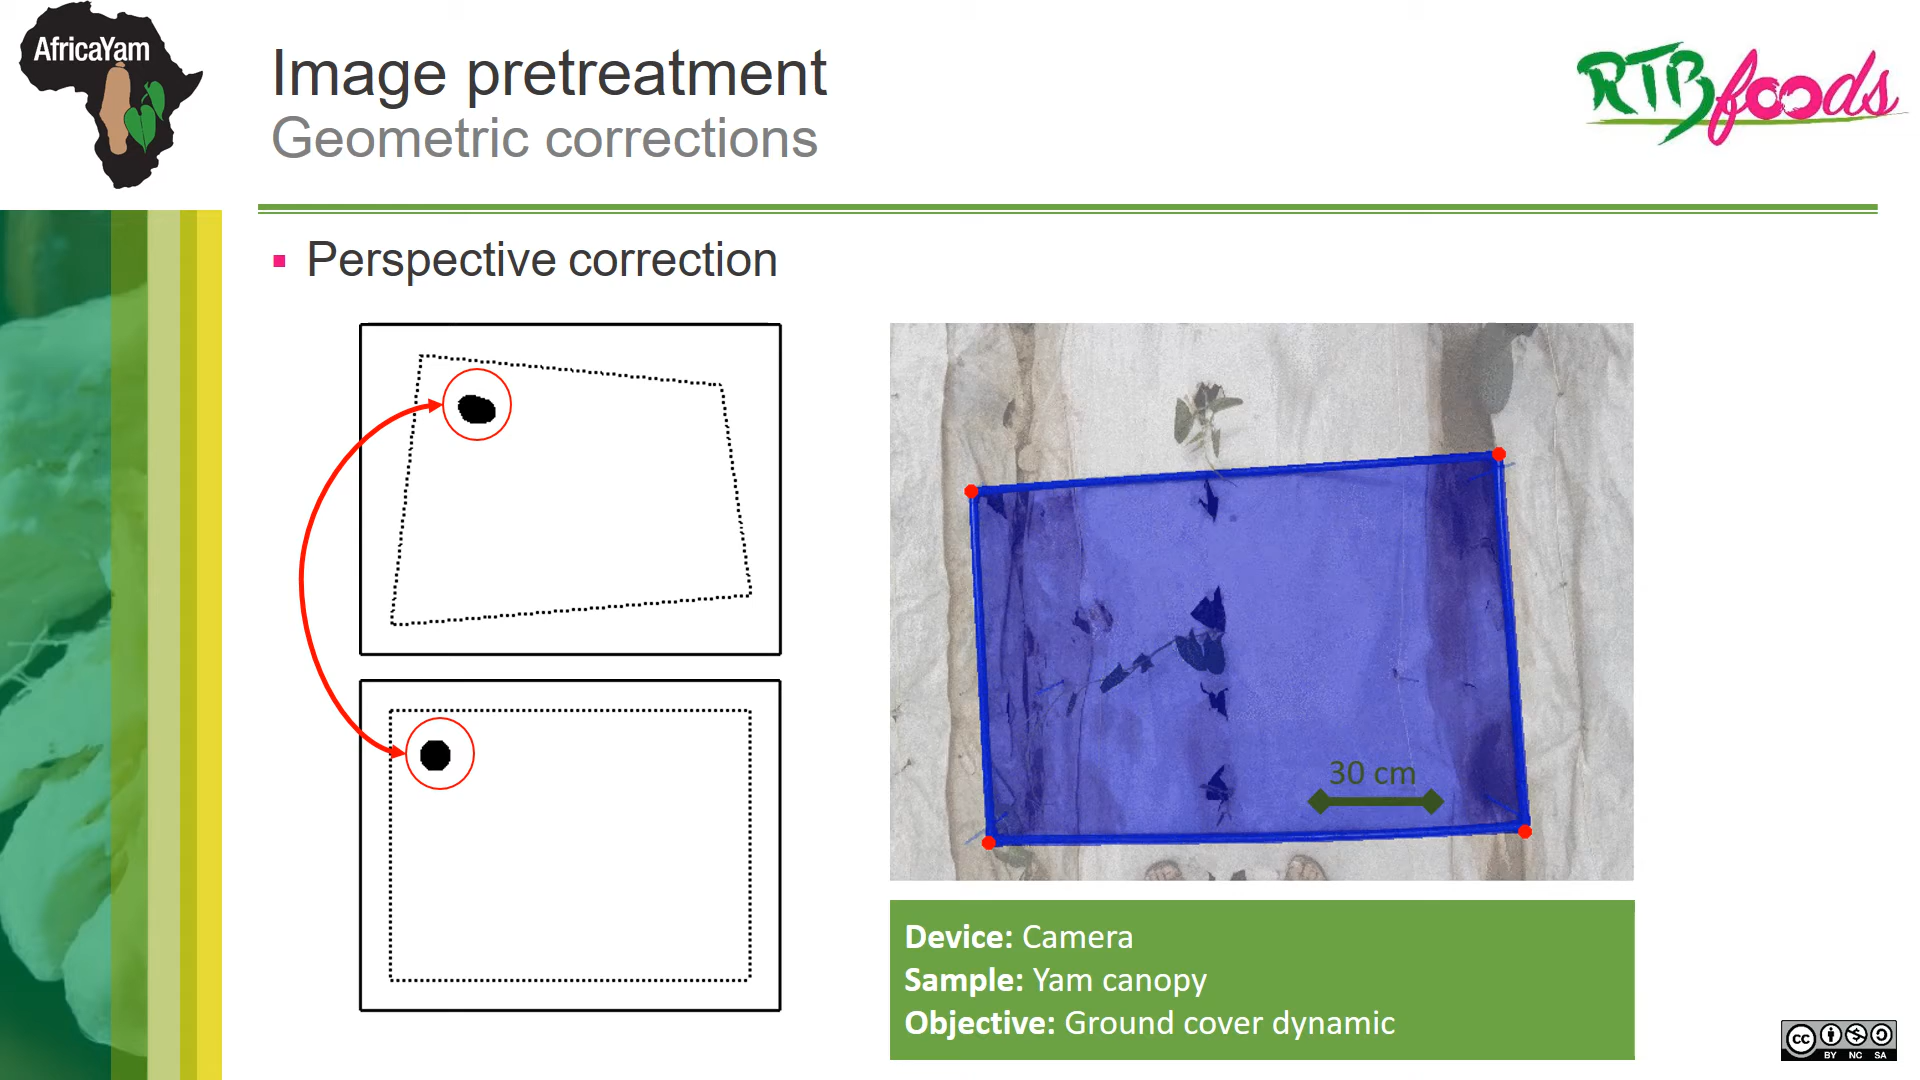 AfricaYam
Image pretreatment
Geometric corrections
RTBfoods
▪ Perspective correction
30 cm
Device: Camera
Sample: Yam canopy
Objective: Ground cover dynamic
cc
BY NC SA